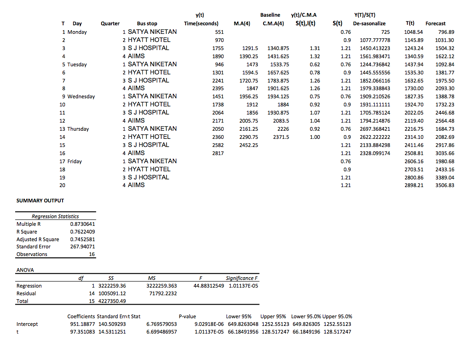 y(t) Baseline y(t)/C.M.A Y(T)/S(T)
T Day Quarter Bus stop Time(seconds) M.A(4) C.M.A(4) S(t),I(t) S(t) De-sasonalize T(t) Forecast
1 Monday 1 SATYA NIKETAN 551 0.76 725 1048.54 796.89
2 2 HYATT HOTEL 970 0.9 1077.777778 1145.89 1031.30
3 3 S J HOSPITAL 1755 1291.5 1340.875 1.31 1.21 1450.413223 1243.24 1504.32
4 4 AIIMS 1890 1390.25 1431.625 1.32 1.21 1561.983471 1340.59 1622.12
5 Tuesday 1 SATYA NIKETAN 946 1473 1533.75 0.62 0.76 1244.736842 1437.94 1092.84
6 2 HYATT HOTEL 1301 1594.5 1657.625 0.78 0.9 1445.555556 1535.30 1381.77
7 3 S J HOSPITAL 2241 1720.75 1783.875 1.26 1.21 1852.066116 1632.65 1975.50
8 4 AIIMS 2395 1847 1901.625 1.26 1.21 1979.338843 1730.00 2093.30
9 Wednesday 1 SATYA NIKETAN 1451 1956.25 1934.125 0.75 0.76 1909.210526 1827.35 1388.78
10 2 HYATT HOTEL 1738 1912 1884 0.92 0.9 1931.111111 1924.70 1732.23
11 3 S J HOSPITAL 2064 1856 1930.875 1.07 1.21 1705.785124 2022.05 2446.68
12 4 AIIMS 2171 2005.75 2083.5 1.04 1.21 1794.214876 2119.40 2564.48
13 Thursday 1 SATYA NIKETAN 2050 2161.25 2226 0.92 0.76 2697.368421 2216.75 1684.73
14 2 HYATT HOTEL 2360 2290.75 2371.5 1.00 0.9 2622.222222 2314.10 2082.69
15 3 S J HOSPITAL 2582 2452.25 1.21 2133.884298 2411.46 2917.86
16 4 AIIMS 2817 1.21 2328.099174 2508.81 3035.66
17 Friday 1 SATYA NIKETAN 0.76 2606.16 1980.68
18 2 HYATT HOTEL 0.9 2703.51 2433.16
19 3 S J HOSPITAL 1.21 2800.86 3389.04
20 4 AIIMS 1.21 2898.21 3506.83
SUMMARY OUTPUT
Regression Statistics
Multiple R 0.8730641
R Square 0.7622409
Adjusted R Square 0.7452581
Standard Error 267.94071
Observations 16
ANOVA
df SS MS F Significance F
Regression 1 3222259.36 3222259.363 44.88312549 1.01137E-05
Residual 14 1005091.12 71792.2232
Total 15 4227350.49
Coefficients Standard Err t Stat P-value Lower 95% Upper 95% Lower 95.0% Upper 95.0%
Intercept 951.18877 140.509293 6.769579053 9.02918E-06 649.8263048 1252.55123 649.826305 1252.55123
t 97.351083 14.5311251 6.699486957 1.01137E-05 66.1841956 128.517247 66.1849196 128.517247